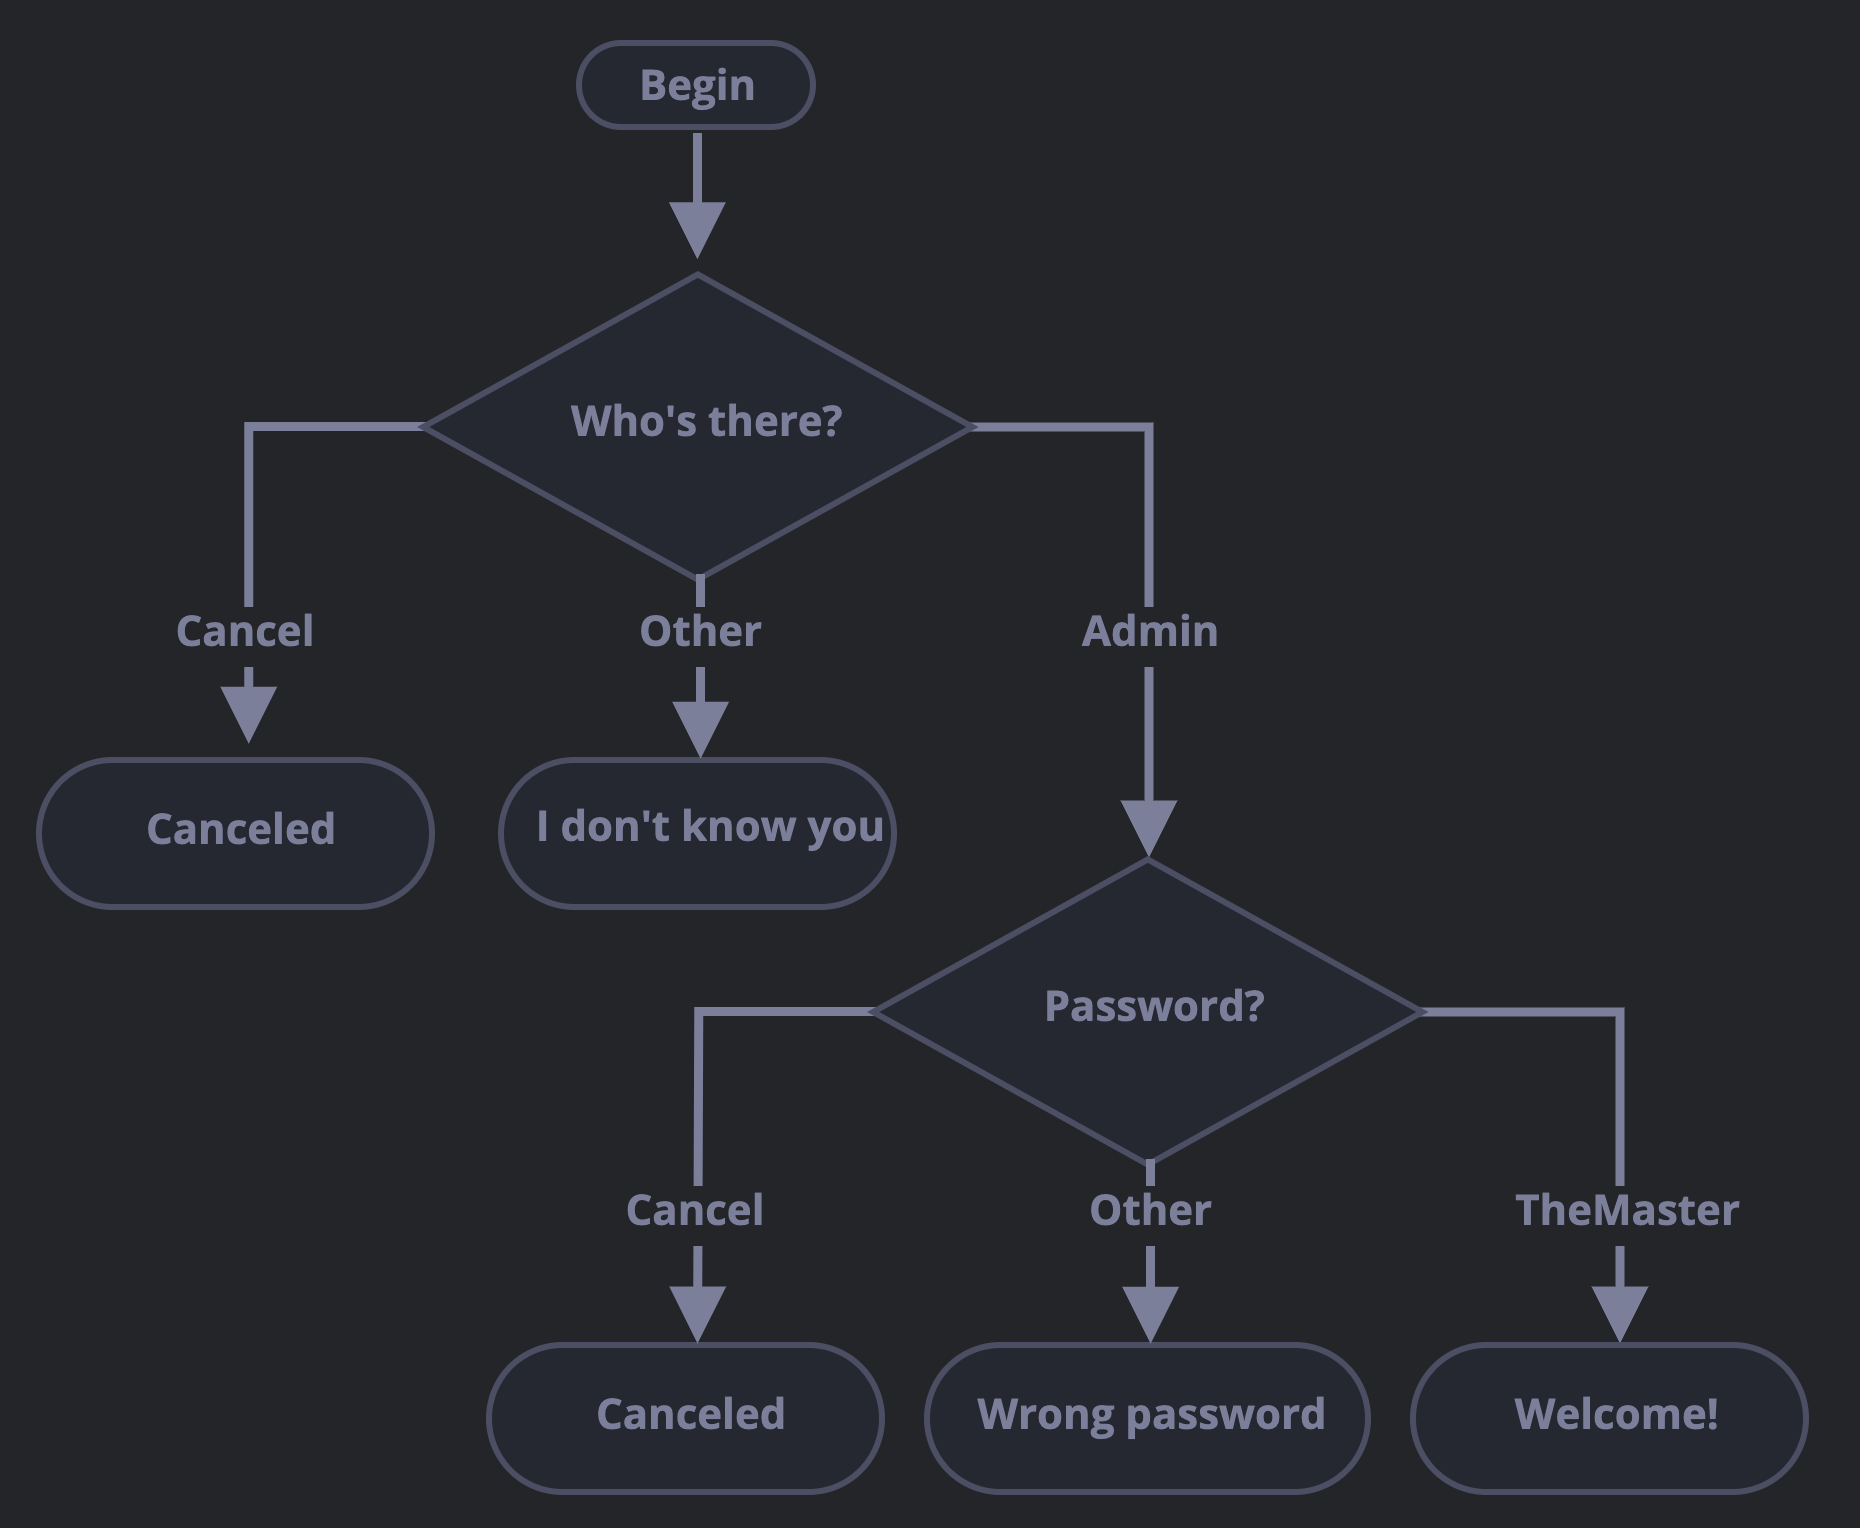 Begin
Who's there?
Cancel
Other
Admin
Canceled
I don't know you
Password?
Cancel
Other
TheMaster
Canceled
Wrong password
Welcome!